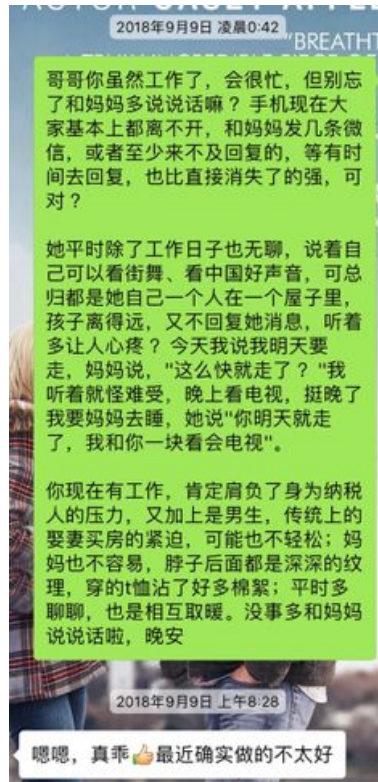 2018年9月9日 凌晨0:42
"BREATHT
哥哥你虽然工作了，会很忙，但别忘
了和妈妈多说说话嘛？手机现在大
家基本上都离不开，和妈妈发几条微
信，或者至少来不及回复的，等有时
间去回复，也比直接消失了的强，可
对？
她平时除了工作日子也无聊，说着自
己可以看街舞、看中国好声音，可总
归都是她自己一个人在一个屋子里，
孩子离得远，又不回复她消息，听着
多让人心疼？今天我说我明天要
走，妈妈说，"这么快就走了？"我
听着就怪难受，晚上看电视，挺晚了
我要妈妈去睡，她说"你明天就走
了，我和你一块看会电视"。
你现在有工作，肯定肩负了身为纳税
人的压力，又加上是男生，传统上的
娶妻买房的紧迫，可能也不轻松；妈
妈也不容易，脖子后面都是深深的纹
理，穿的t恤沾了好多棉絮；平时多
聊聊，也是相互取暖。没事多和妈妈
说说话啦，晚安
2018年9月9日 上午8:28
嗯嗯，真乖👍最近确实做的不太好